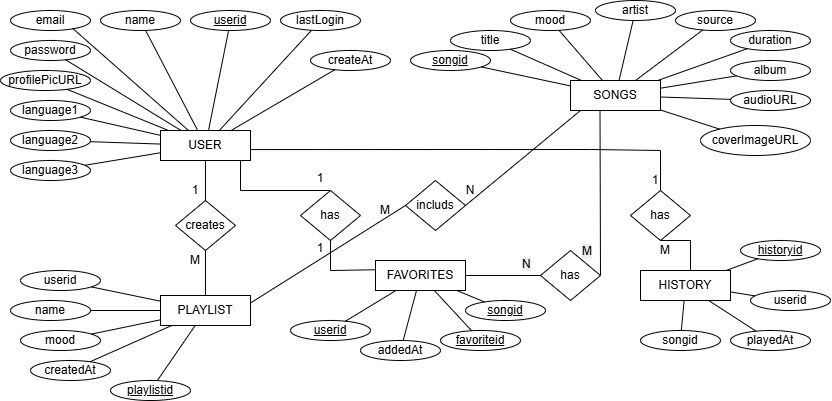 email
name
userid
lastLogin
password
createAt
profilePicURL
language1
language2
language3
USER
artist
mood
source
title
duration
songid
album
SONGS
audioURL
coverImageURL
1
1
1
N
M
includs
creates
has
has
M
1
M
M
N
has
FAVORITES
historyid
userid
name
PLAYLIST
HISTORY
userid
mood
userid
songid
songid
playedAt
createdAt
addedAt
favoriteid
playlistid